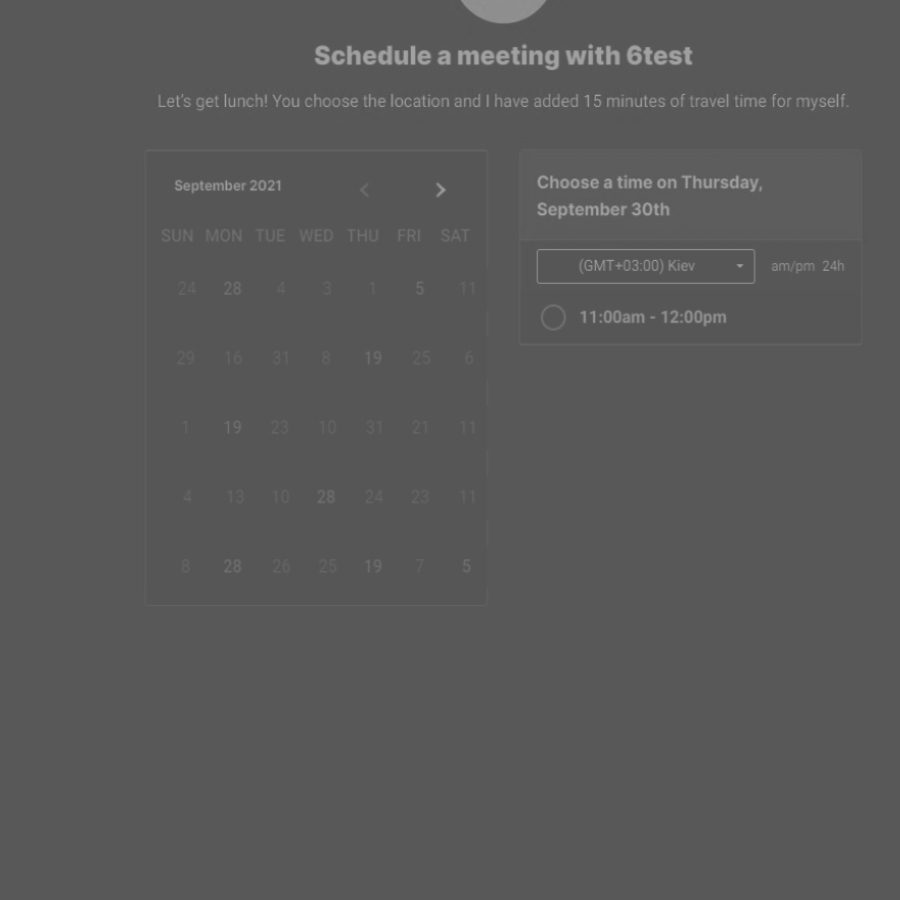 Schedule a meeting with 6test
Let's get lunch! You choose the location and I have added 15 minutes of travel time for myself.
September 2021
SUN MON TUE WED THU FRI SAT
24 28 4 3 1 5 11
29 16 31 8 19 25 6
1 19 23 10 31 21 11
4 13 10 28 24 23 11
8 28 26 25 19 7 5
Choose a time on Thursday,
September 30th
(GMT+03:00) Kiev am/pm 24h
11:00am - 12:00pm